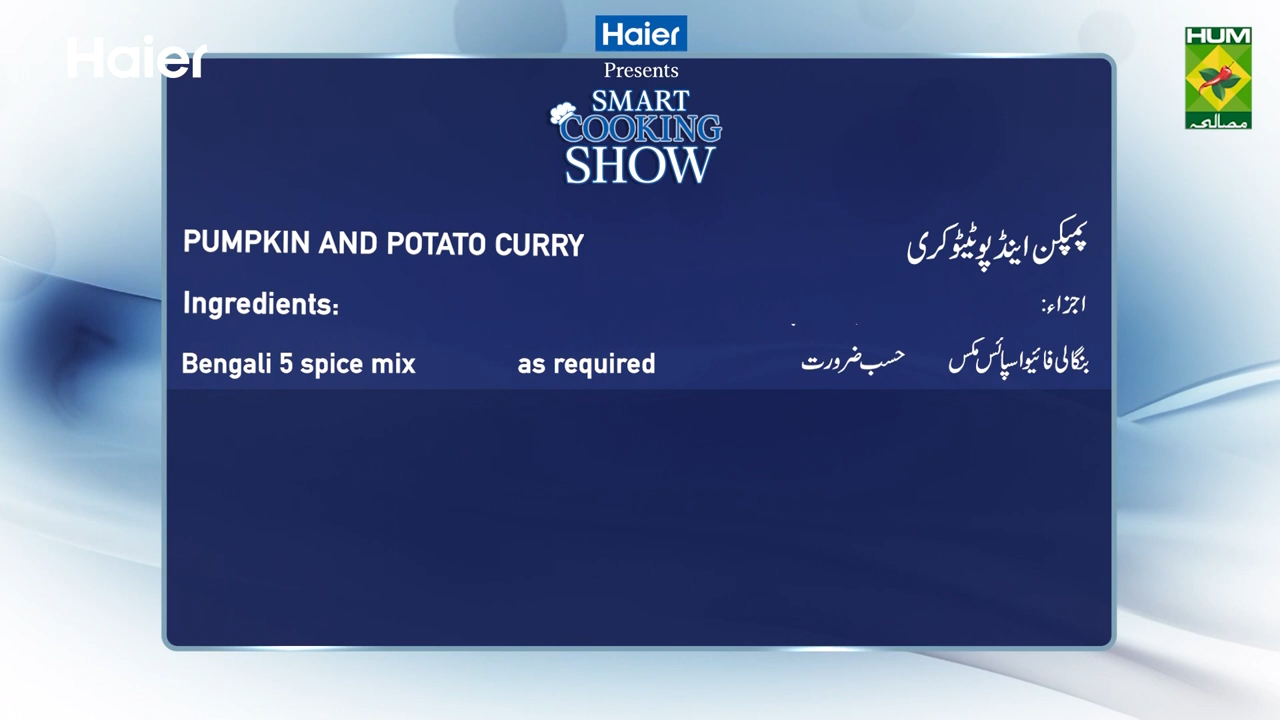 Haier
Haier
HUM
مصالحہ
Presents
SMART
COOKING
SHOW
PUMPKIN AND POTATO CURRY
پمپکن اینڈ پوٹیٹو کری
Ingredients:
اجزاء:
Bengali 5 spice mix as required
بنگالی فائیو اسپائس مکس حسب ضرورت